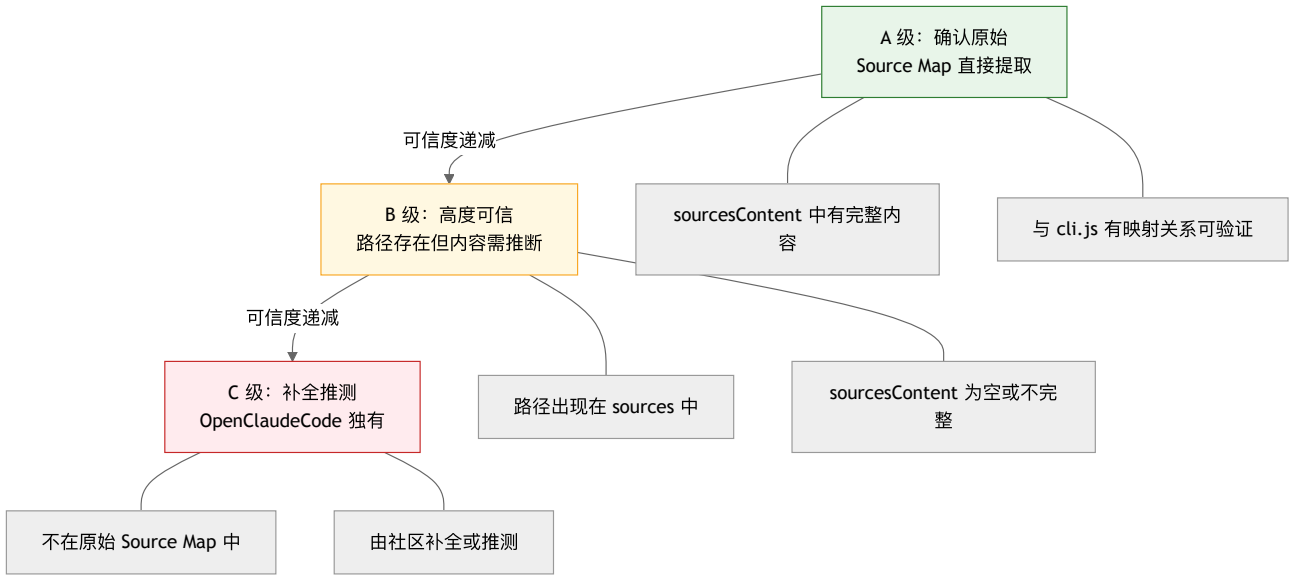 A 级：确认原始
Source Map 直接提取
可信度递减
B 级：高度可信
路径存在但内容需推断
sourcesContent 中有完整内
容
与 cli.js 有映射关系可验证
可信度递减
C 级：补全推测
OpenClaudeCode 独有
路径出现在 sources 中
sourcesContent 为空或不完
整
不在原始 Source Map 中
由社区补全或推测